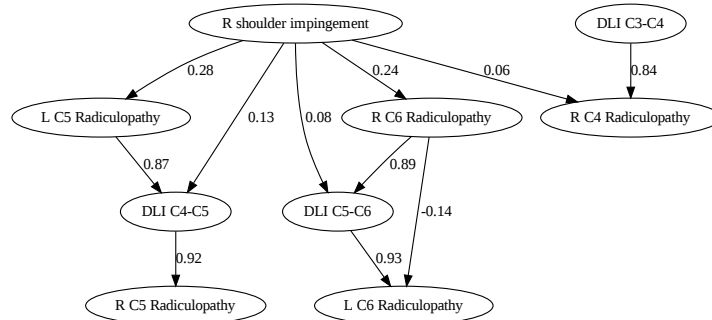 R shoulder impingement
DLI C3-C4
0.28
0.24
0.06
0.84
L C5 Radiculopathy
0.13
0.08
R C6 Radiculopathy
R C4 Radiculopathy
0.87
0.89
DLI C4-C5
DLI C5-C6
-0.14
0.92
0.93
R C5 Radiculopathy
L C6 Radiculopathy